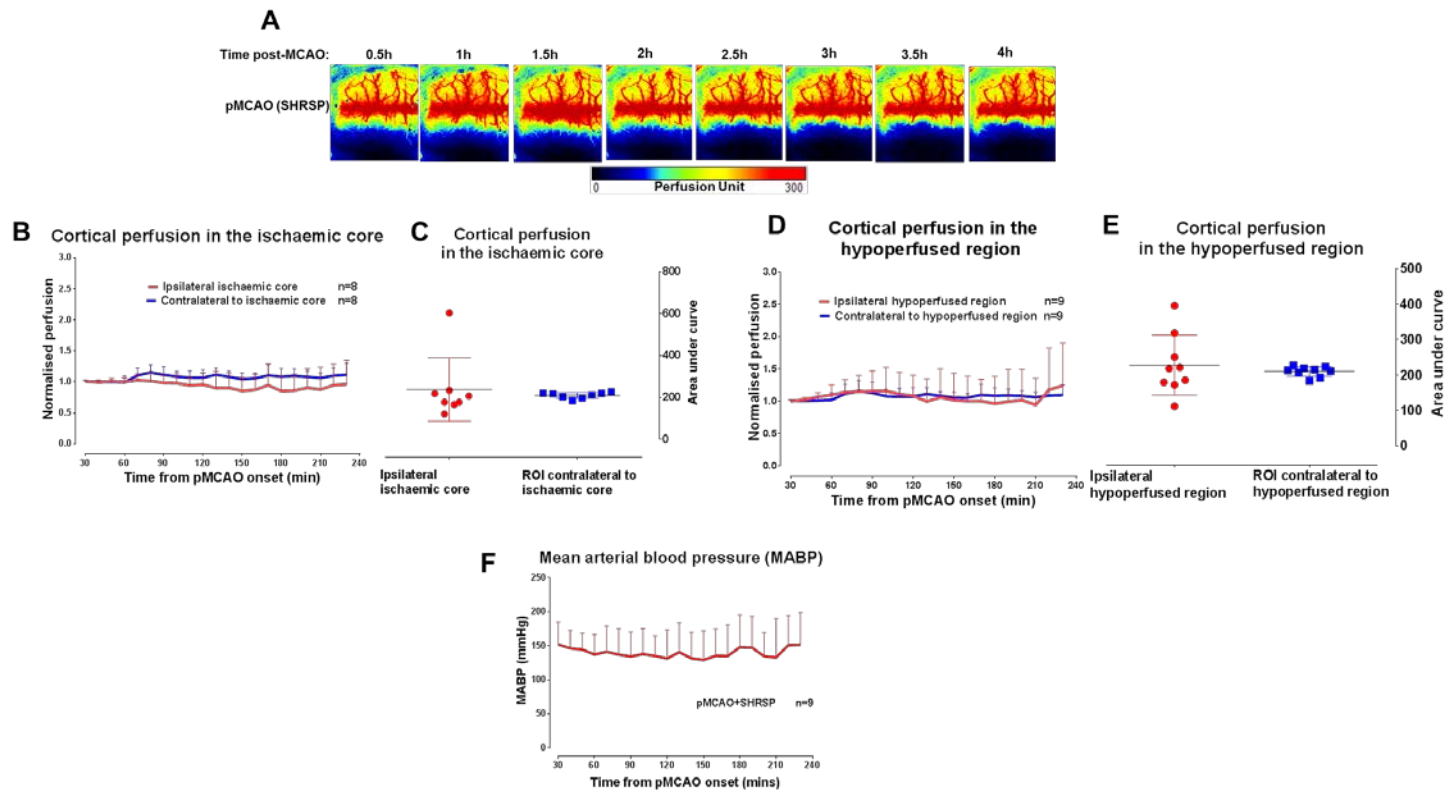 A
Time post-MCAO: 0.5h 1h 1.5h 2h 2.5h 3h 3.5h 4h
pMCAO (SHRSP)
0 Perfusion Unit 300
B
Cortical perfusion in the ischaemic core
Normalised perfusion
3.0
2.5
2.0
1.5
1.0
0.5
0.0
Ipsilateral ischaemic core n=8
Contralateral to ischaemic core n=8
30 60 90 120 150 180 210 240
Time from pMCAO onset (min)
C
Cortical perfusion
in the ischaemic core
800
600
400
200
0
Area under curve
Ipsilateral
ischaemic core
ROI contralateral to
ischaemic core
D
Cortical perfusion in the
hypoperfused region
Normalised perfusion
3.0
2.5
2.0
1.5
1.0
0.5
0.0
Ipsilateral hypoperfused region n=9
Contralateral to hypoperfused region n=9
30 60 90 120 150 180 210 240
Time from pMCAO onset (min)
E
Cortical perfusion
in the hypoperfused region
500
400
300
200
100
0
Area under curve
Ipsilateral
hypoperfused region
ROI contralateral to
hypoperfused region
F
Mean arterial blood pressure (MABP)
MABP (mmHg)
250
200
150
100
50
0
pMCAO+SHRSP n=9
30 60 90 120 150 180 210 240
Time from pMCAO onset (mins)